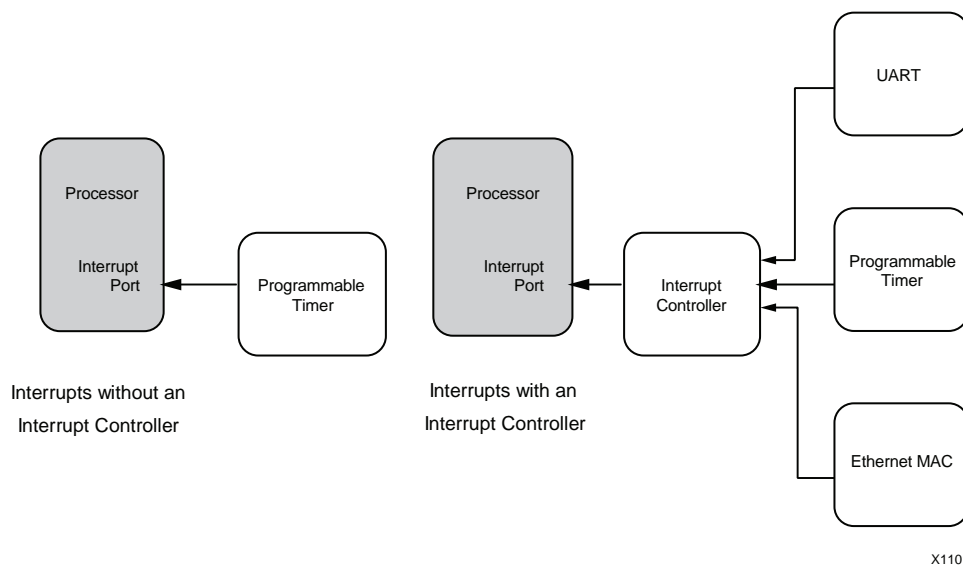 Processor
Interrupt
Port
Programmable
Timer
Interrupts without an
Interrupt Controller
Processor
Interrupt
Port
Interrupt
Controller
UART
Programmable
Timer
Ethernet MAC
Interrupts with an
Interrupt Controller
X110